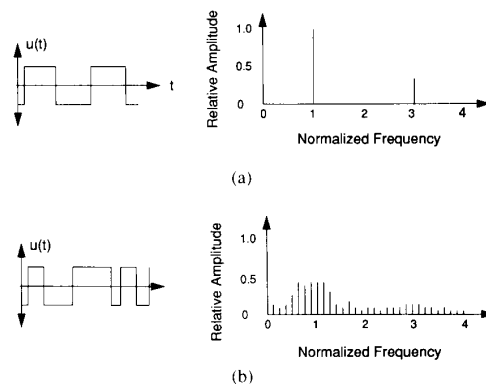 u(t)
t
Relative Amplitude
1.0
0.5
0
0 1 2 3 4
Normalized Frequency
(a)
u(t)
Relative Amplitude
1.0
0.5
0
0 1 2 3 4
Normalized Frequency
(b)